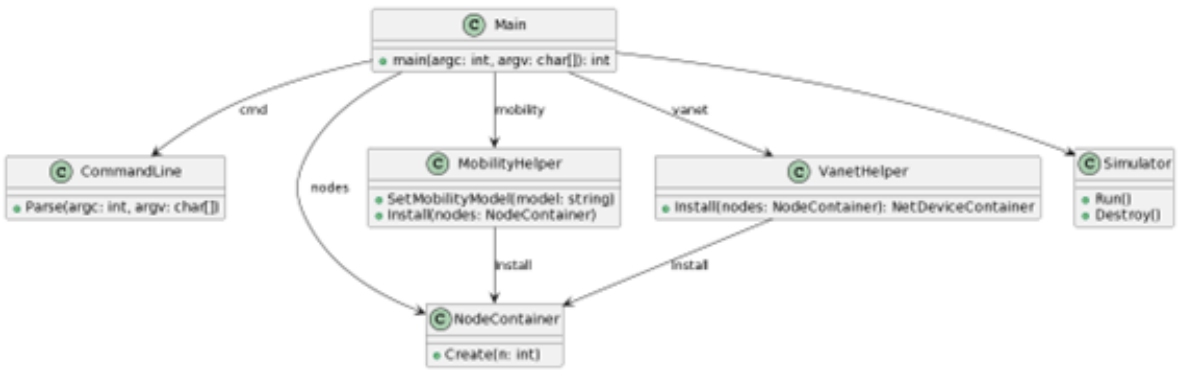 C Main
main(argc: int, argv: char[]): int
cmd
mobility
vanet
C CommandLine
Parse(argc: int, argv: char[])
nodes
C MobilityHelper
SetMobilityModel(model: string)
Install(nodes: NodeContainer)
C VanetHelper
Install(nodes: NodeContainer): NetDeviceContainer
C Simulator
Run()
Destroy()
Install
Install
C NodeContainer
Create(n: int)